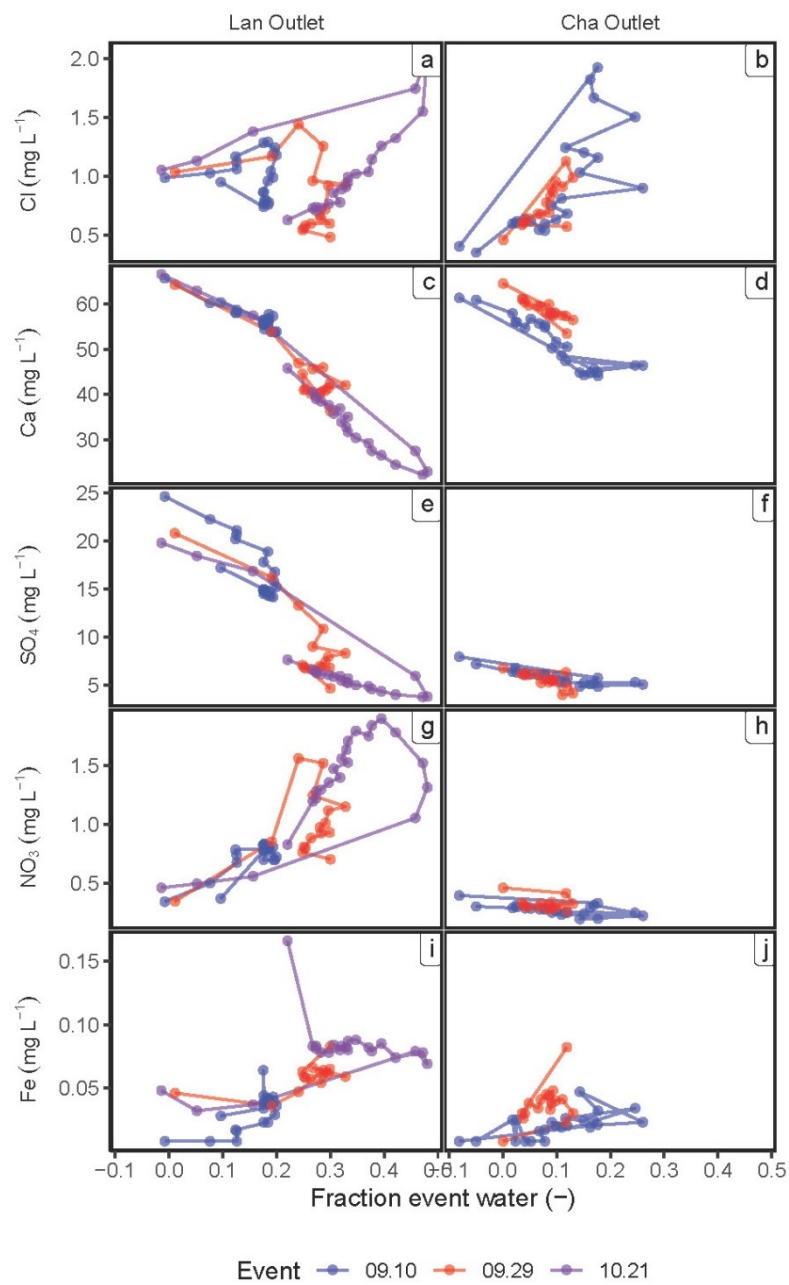 Lan Outlet Cha Outlet
a b
2.0
1.5
1.0
0.5
Cl (mg L⁻¹)
c d
60
50
40
30
Ca (mg L⁻¹)
e f
25
20
15
10
5
SO₄ (mg L⁻¹)
g h
1.5
1.0
0.5
NO₃ (mg L⁻¹)
i j
0.15
0.10
0.05
Fe (mg L⁻¹)
−0.1 0.0 0.1 0.2 0.3 0.4 0.1 0.0 0.1 0.2 0.3 0.4 0.5
Fraction event water (−)
Event 09.10 09.29 10.21